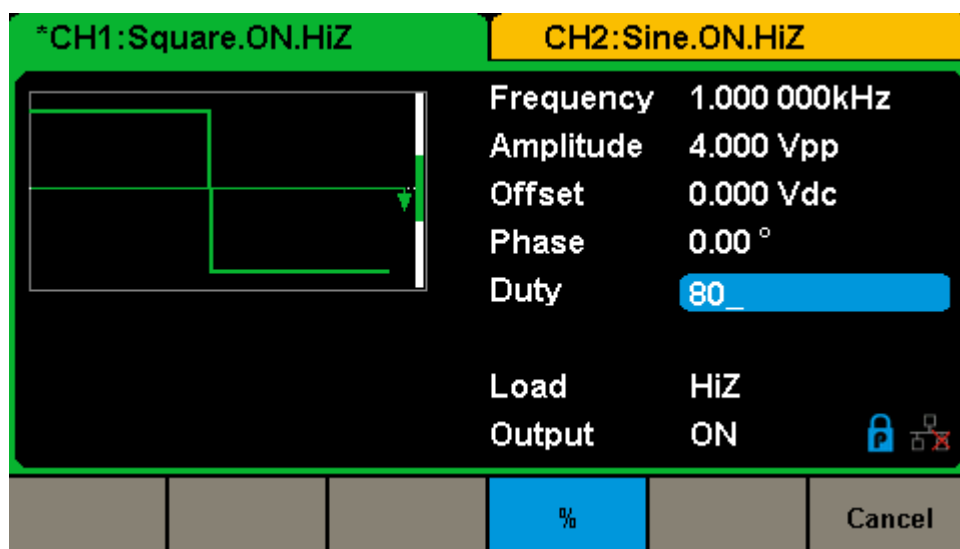 *CH1:Square.ON.HiZ
CH2:Sine.ON.HiZ
Frequency 1.000 000kHz
Amplitude 4.000 Vpp
Offset 0.000 Vdc
Phase 0.00 °
Duty 80_
Load HiZ
Output ON
P
% Cancel